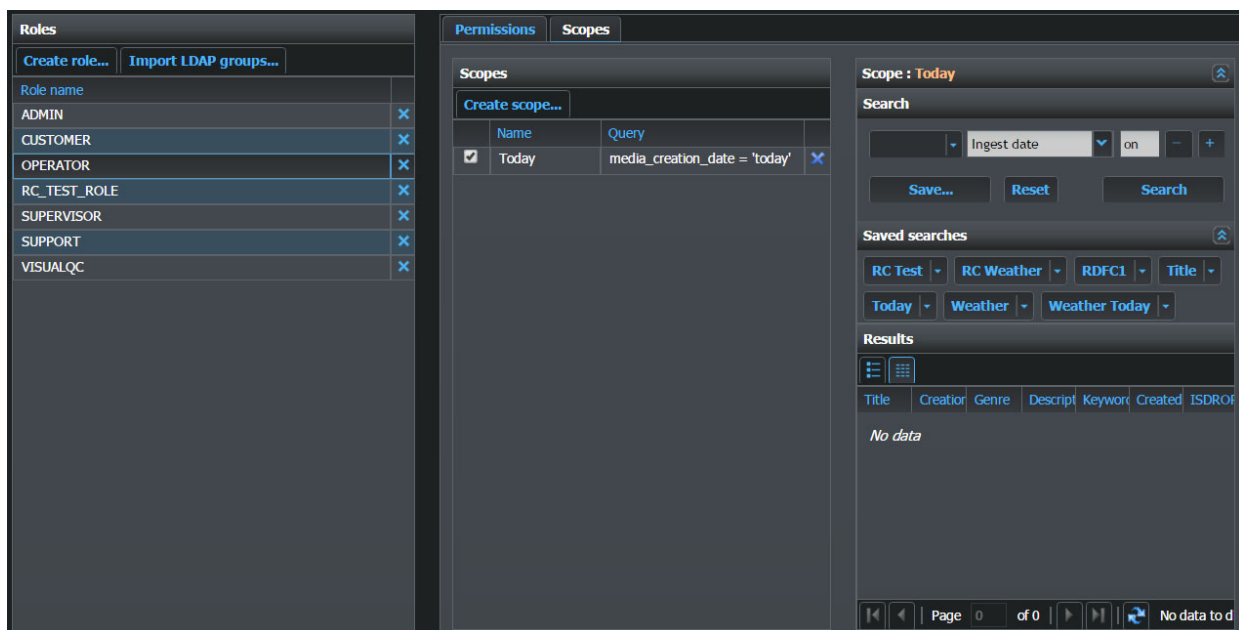 Roles
Create role... Import LDAP groups...
Role name
ADMIN
CUSTOMER
OPERATOR
RC_TEST_ROLE
SUPERVISOR
SUPPORT
VISUALQC
Permissions Scopes
Scopes
Create scope...
Name Query
Today media_creation_date = 'today'
Scope : Today
Search
Ingest date on
Save... Reset Search
Saved searches
RC Test RC Weather RDFC1 Title
Today Weather Weather Today
Results
Title Creation Genre Descript Keyword Created ISDROP
No data
Page 0 of 0 No data to d